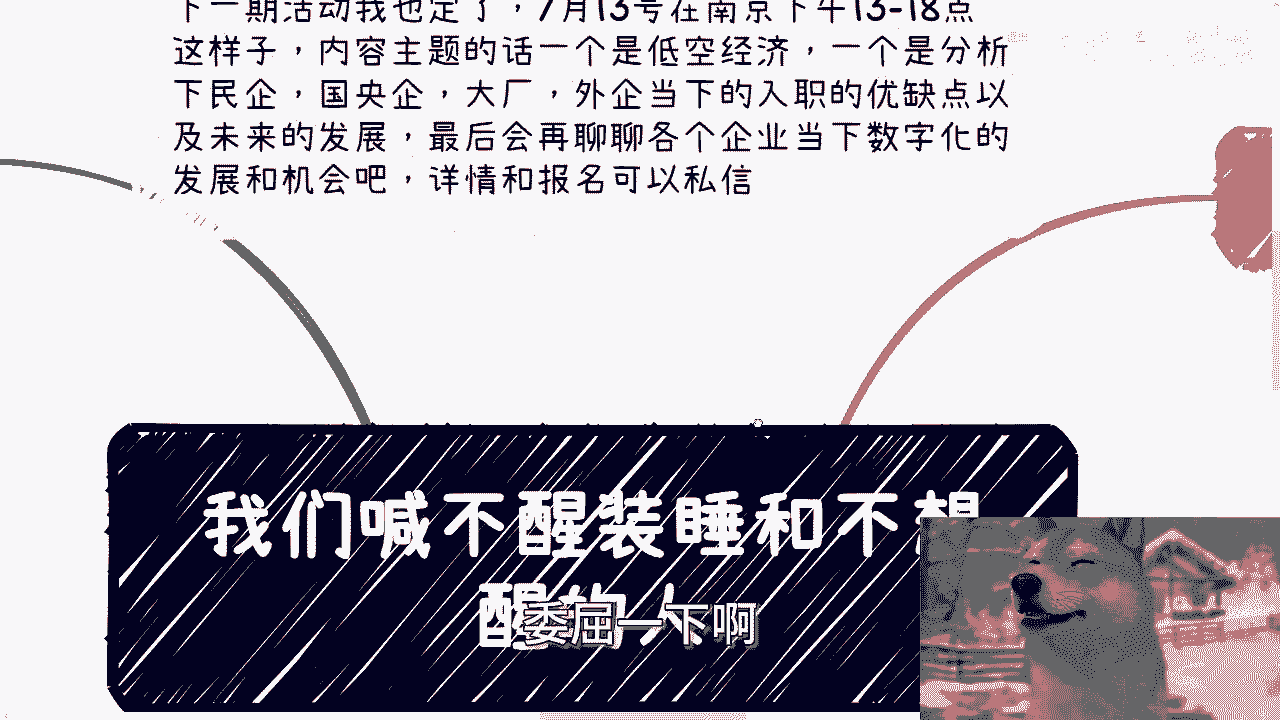 下一期活动我也定了，7月13号在南京下午13-18点
这样子，内容主题的话一个是低空经济，一个是分析
下民企，国央企，大厂，外企当下的入职的优缺点以
及未来的发展，最后会再聊聊各个企业当下数字化的
发展和机会吧，详情和报名可以私信
我们喊不醒装睡和不想
醒的人
委屈一下啊